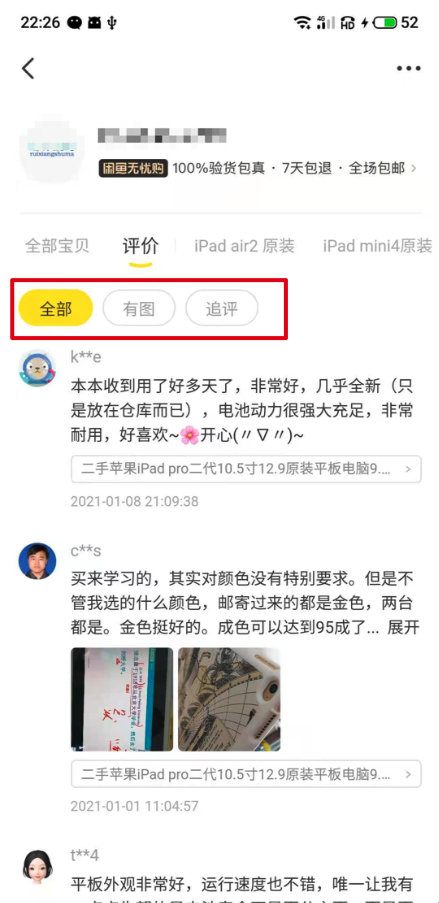 22:26
52
ruixiangshuma
闲鱼无忧购 100%验货包真 · 7天包退 · 全场包邮 >
全部宝贝 评价 iPad air2 原装 iPad mini4原装
全部 有图 追评
k**e
本本收到用了好多天了，非常好，几乎全新（只
是放在仓库而已），电池动力很强大充足，非常
耐用，好喜欢~🌸开心(〃∇〃)~
二手苹果iPad pro二代10.5寸12.9原装平板电脑9.... >
2021-01-08 21:09:38
c**s
买来学习的，其实对颜色没有特别要求。但是不
管我选的什么颜色，邮寄过来的都是金色，两台
都是。金色挺好的。成色可以达到95成了... 展开
二手苹果iPad pro二代10.5寸12.9原装平板电脑9.... >
2021-01-01 11:04:57
t**4
平板外观非常好，运行速度也不错，唯一让我有